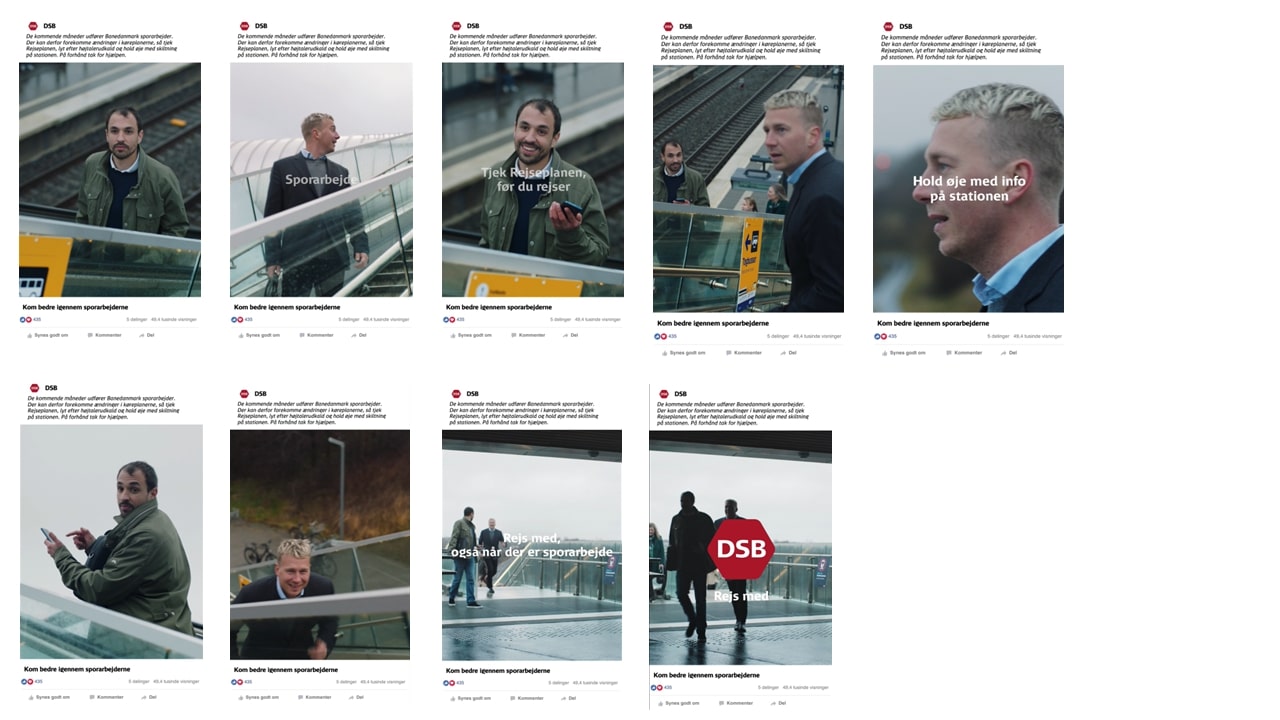 DSB DSB
De kommende måneder udfører Banedanmark sporarbejder.
Der kan derfor forekomme ændringer i køreplanerne, så tjek
Rejseplanen, lyt efter højtalerudkald og hold øje med skiltning
på stationen. På forhånd tak for hjælpen.
Kom bedre igennem sporarbejderne
435 5 delinger 49,4 tusinde visninger
Synes godt om Kommenter Del
DSB DSB
De kommende måneder udfører Banedanmark sporarbejder.
Der kan derfor forekomme ændringer i køreplanerne, så tjek
Rejseplanen, lyt efter højtalerudkald og hold øje med skiltning
på stationen. På forhånd tak for hjælpen.
Sporarbejde
Kom bedre igennem sporarbejderne
435 5 delinger 49,4 tusinde visninger
Synes godt om Kommenter Del
DSB DSB
De kommende måneder udfører Banedanmark sporarbejder.
Der kan derfor forekomme ændringer i køreplanerne, så tjek
Rejseplanen, lyt efter højtalerudkald og hold øje med skiltning
på stationen. På forhånd tak for hjælpen.
Tjek Rejseplanen,
før du rejser
Kom bedre igennem sporarbejderne
435 5 delinger 49,4 tusinde visninger
Synes godt om Kommenter Del
DSB DSB
De kommende måneder udfører Banedanmark sporarbejder.
Der kan derfor forekomme ændringer i køreplanerne, så tjek
Rejseplanen, lyt efter højtalerudkald og hold øje med skiltning
på stationen. På forhånd tak for hjælpen.
Togbussen
Kom bedre igennem sporarbejderne
435 5 delinger 49,4 tusinde visninger
Synes godt om Kommenter Del
DSB DSB
De kommende måneder udfører Banedanmark sporarbejder.
Der kan derfor forekomme ændringer i køreplanerne, så tjek
Rejseplanen, lyt efter højtalerudkald og hold øje med skiltning
på stationen. På forhånd tak for hjælpen.
Hold øje med info
på stationen
Kom bedre igennem sporarbejderne
435 5 delinger 49,4 tusinde visninger
Synes godt om Kommenter Del
DSB DSB
De kommende måneder udfører Banedanmark sporarbejder.
Der kan derfor forekomme ændringer i køreplanerne, så tjek
Rejseplanen, lyt efter højtalerudkald og hold øje med skiltning
på stationen. På forhånd tak for hjælpen.
Kom bedre igennem sporarbejderne
435 5 delinger 49,4 tusinde visninger
Synes godt om Kommenter Del
DSB DSB
De kommende måneder udfører Banedanmark sporarbejder.
Der kan derfor forekomme ændringer i køreplanerne, så tjek
Rejseplanen, lyt efter højtalerudkald og hold øje med skiltning
på stationen. På forhånd tak for hjælpen.
Kom bedre igennem sporarbejderne
435 5 delinger 49,4 tusinde visninger
Synes godt om Kommenter Del
DSB DSB
De kommende måneder udfører Banedanmark sporarbejder.
Der kan derfor forekomme ændringer i køreplanerne, så tjek
Rejseplanen, lyt efter højtalerudkald og hold øje med skiltning
på stationen. På forhånd tak for hjælpen.
Rejs med,
også når der er sporarbejde
Kom bedre igennem sporarbejderne
435 5 delinger 49,4 tusinde visninger
Synes godt om Kommenter Del
DSB DSB
De kommende måneder udfører Banedanmark sporarbejder.
Der kan derfor forekomme ændringer i køreplanerne, så tjek
Rejseplanen, lyt efter højtalerudkald og hold øje med skiltning
på stationen. På forhånd tak for hjælpen.
DSB
Rejs med
Kom bedre igennem sporarbejderne
435 5 delinger 49,4 tusinde visninger
Synes godt om Kommenter Del